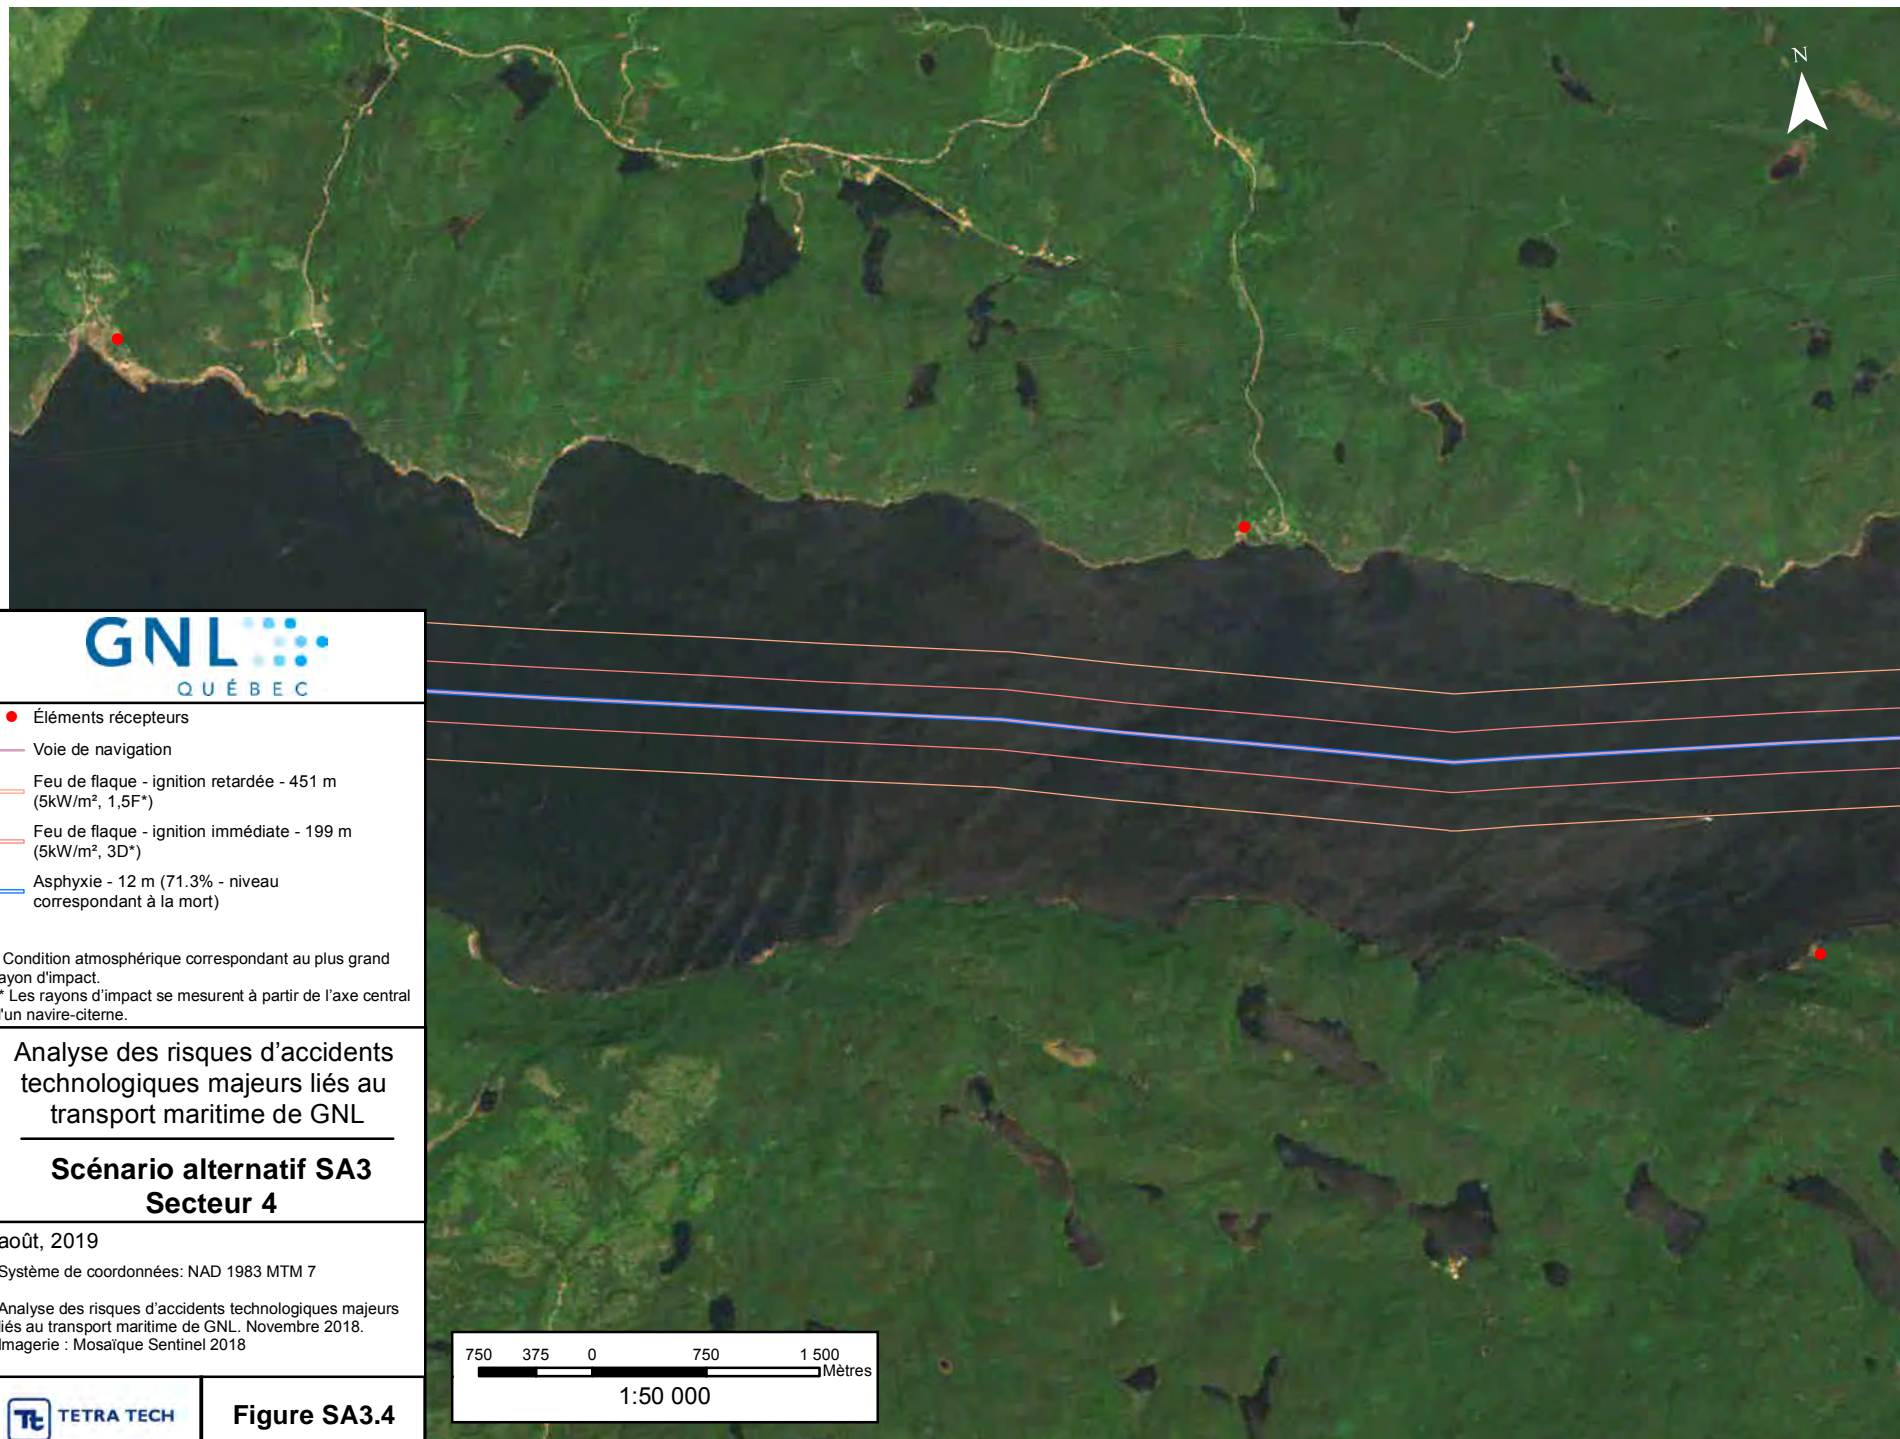 N
GNL
QUÉBEC
Éléments récepteurs
Voie de navigation
Feu de flaque - ignition retardée - 451 m
(5kW/m², 1,5F*)
Feu de flaque - ignition immédiate - 199 m
(5kW/m², 3D*)
Asphyxie - 12 m (71.3% - niveau
correspondant à la mort)
Condition atmosphérique correspondant au plus grand
ayon d'impact.
* Les rayons d'impact se mesurent à partir de l'axe central
'un navire-citerne.
Analyse des risques d'accidents
technologiques majeurs liés au
transport maritime de GNL
Scénario alternatif SA3
Secteur 4
août, 2019
Système de coordonnées: NAD 1983 MTM 7
Analyse des risques d'accidents technologiques majeurs
liés au transport maritime de GNL. Novembre 2018.
Imagerie : Mosaïque Sentinel 2018
Tt TETRA TECH
Figure SA3.4
750 375 0 750 1 500
Mètres
1:50 000